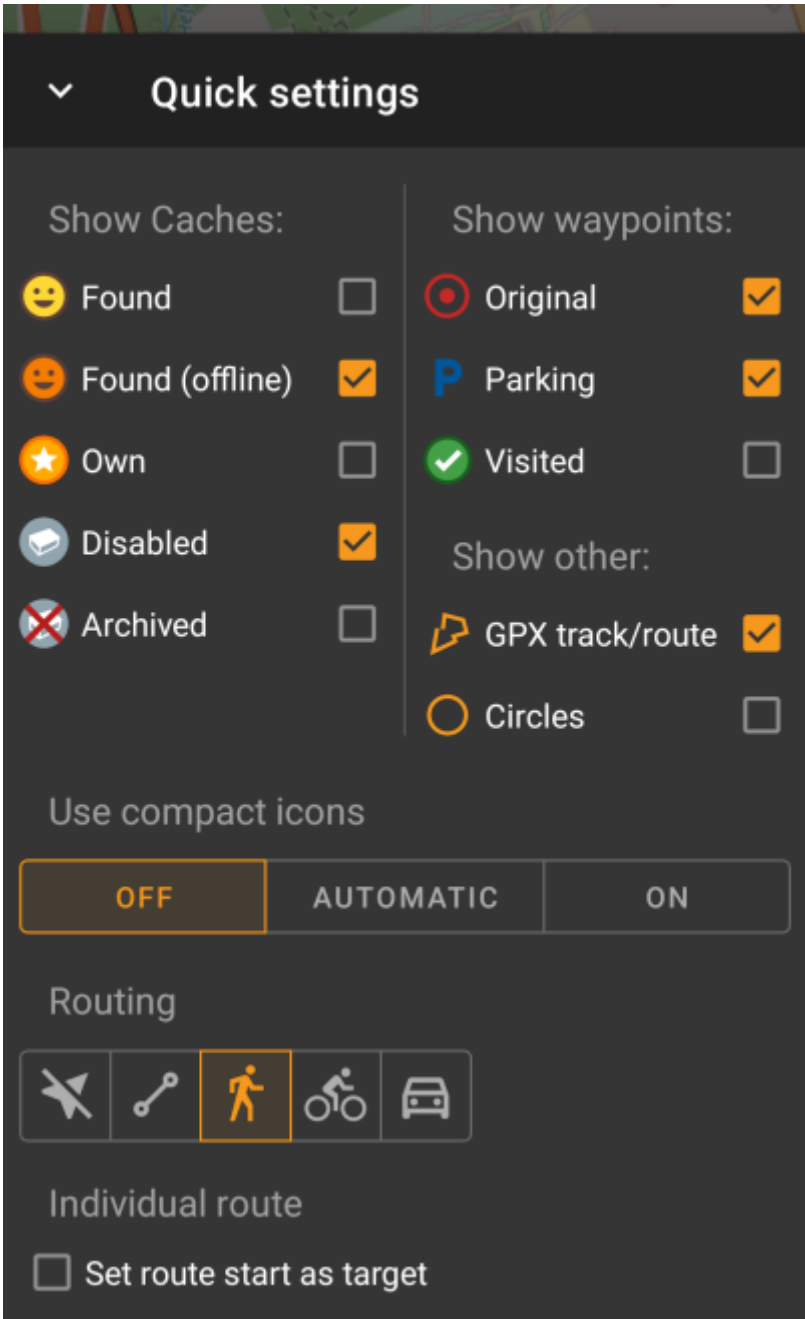 Quick settings
Show Caches:
Found
Found (offline)
Own
Disabled
Archived
Show waypoints:
Original
P Parking
Visited
Show other:
GPX track/route
Circles
Use compact icons
OFF AUTOMATIC ON
Routing
Individual route
Set route start as target